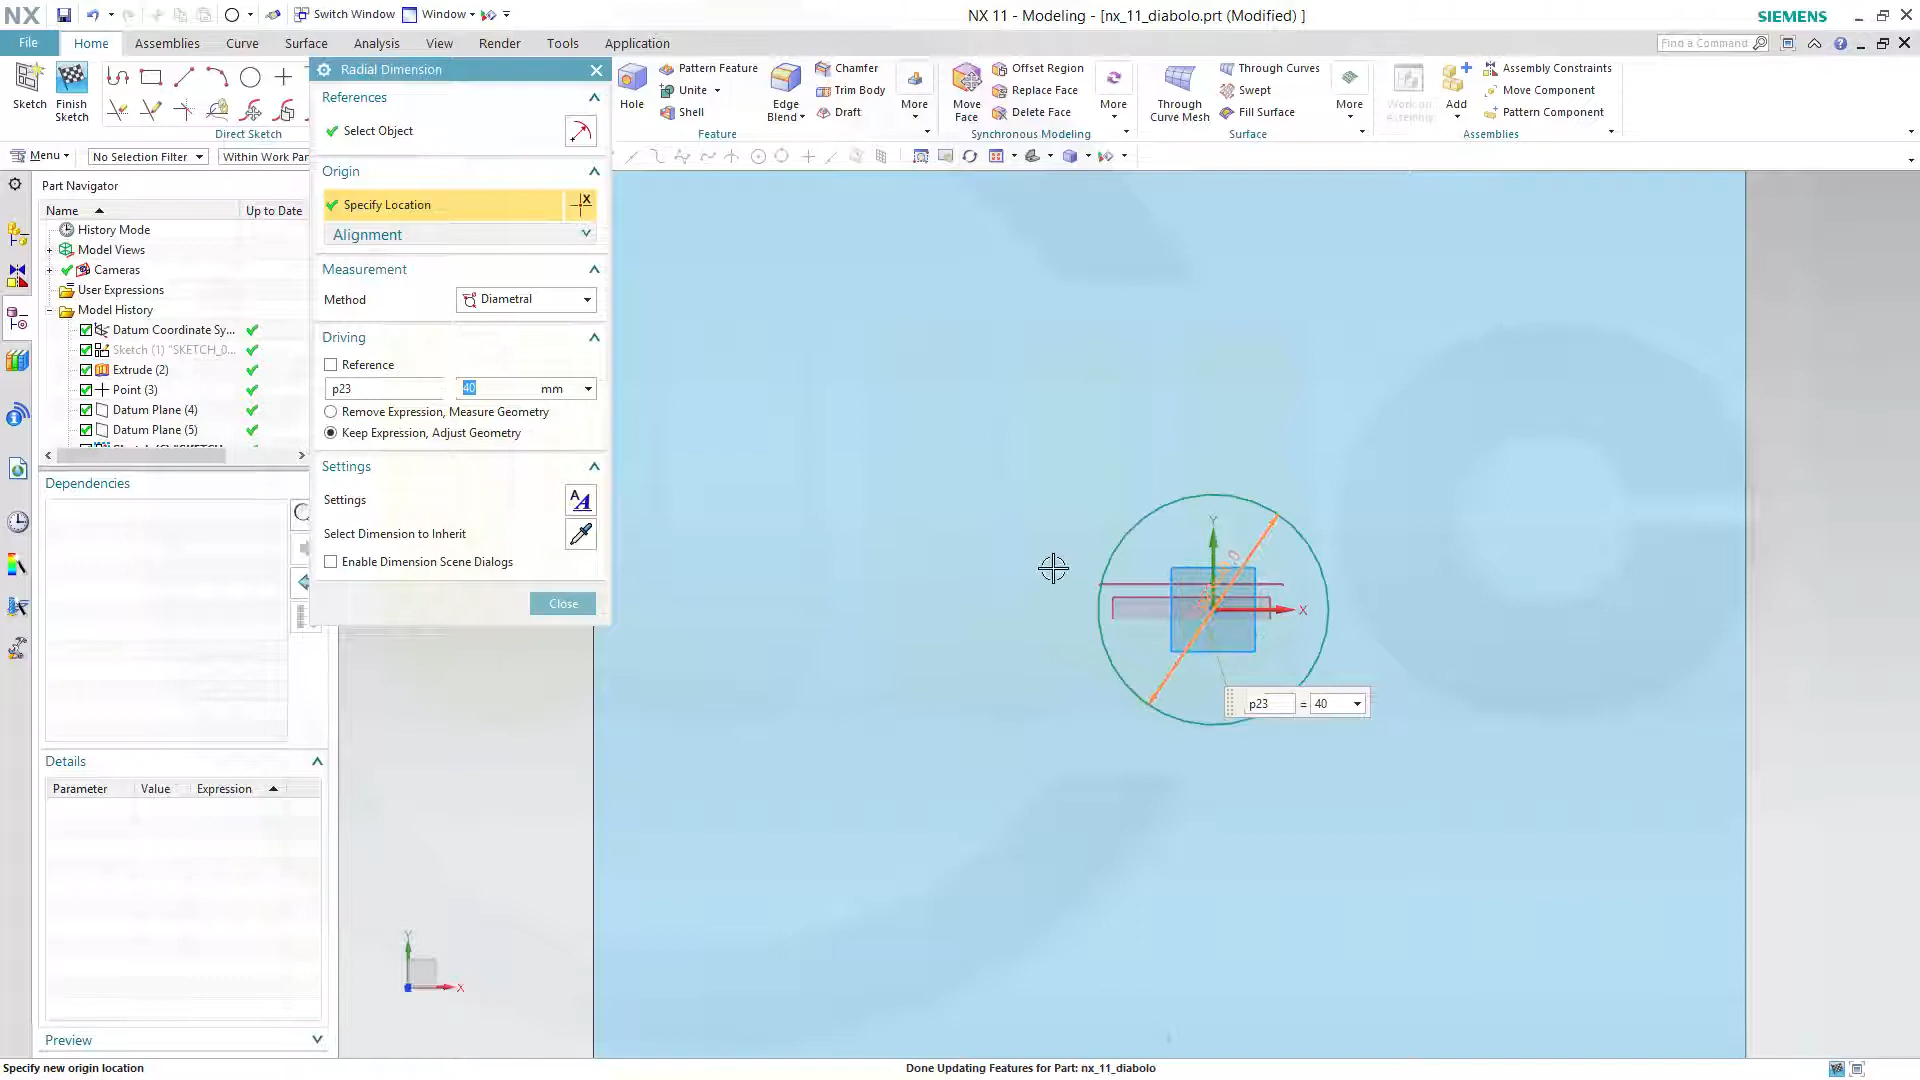 NX
Switch Window
Window
NX 11 - Modeling - [nx_11_diabolo.prt (Modified) ]
SIEMENS
File
Home
Assemblies
Curve
Surface
Analysis
View
Render
Tools
Application
Find a Command
Sketch
Finish
Sketch
Direct Sketch
Radial Dimension
Hole
Pattern Feature
Unite
Shell
Edge
Blend
Chamfer
Trim Body
Draft
More
Feature
Move
Face
Offset Region
Replace Face
Delete Face
More
Synchronous Modeling
Through
Curve Mesh
Through Curves
Swept
Fill Surface
More
Surface
Work on
Assembly
Add
Assembly Constraints
Move Component
Pattern Component
Assemblies
Menu
No Selection Filter
Within Work Par
Part Navigator
Name
Up to Date
History Mode
Model Views
Cameras
User Expressions
Model History
Datum Coordinate Sy...
Sketch (1) "SKETCH_0...
Extrude (2)
Point (3)
Datum Plane (4)
Datum Plane (5)
Dependencies
Details
Parameter
Value
Expression
Preview
References
Select Object
Origin
Specify Location
Alignment
Measurement
Method
Diametral
Driving
Reference
p23
40
mm
Remove Expression, Measure Geometry
Keep Expression, Adjust Geometry
Settings
Settings
Select Dimension to Inherit
Enable Dimension Scene Dialogs
Close
Y
X
p23
=
40
Y
X
Specify new origin location
Done Updating Features for Part: nx_11_diabolo